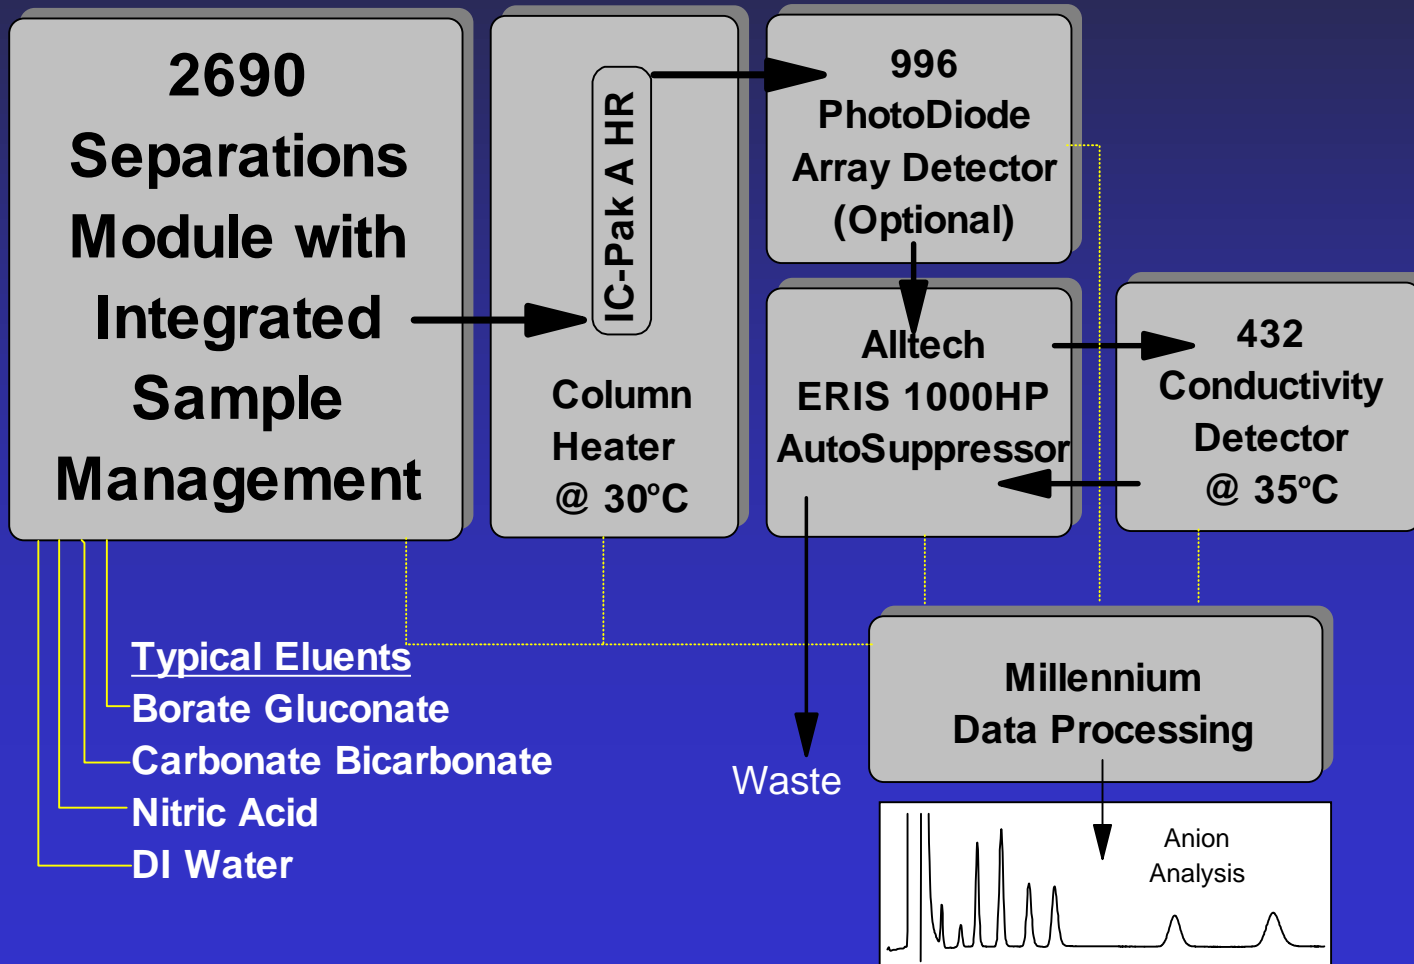 2690
Separations
Module with
Integrated
Sample
Management
IC-Pak A HR
Column
Heater
@ 30ºC
996
PhotoDiode
Array Detector
(Optional)
Alltech
ERIS 1000HP
AutoSuppressor
432
Conductivity
Detector
@ 35ºC
Typical Eluents
Borate Gluconate
Carbonate Bicarbonate
Nitric Acid
DI Water
Waste
Millennium
Data Processing
Anion
Analysis